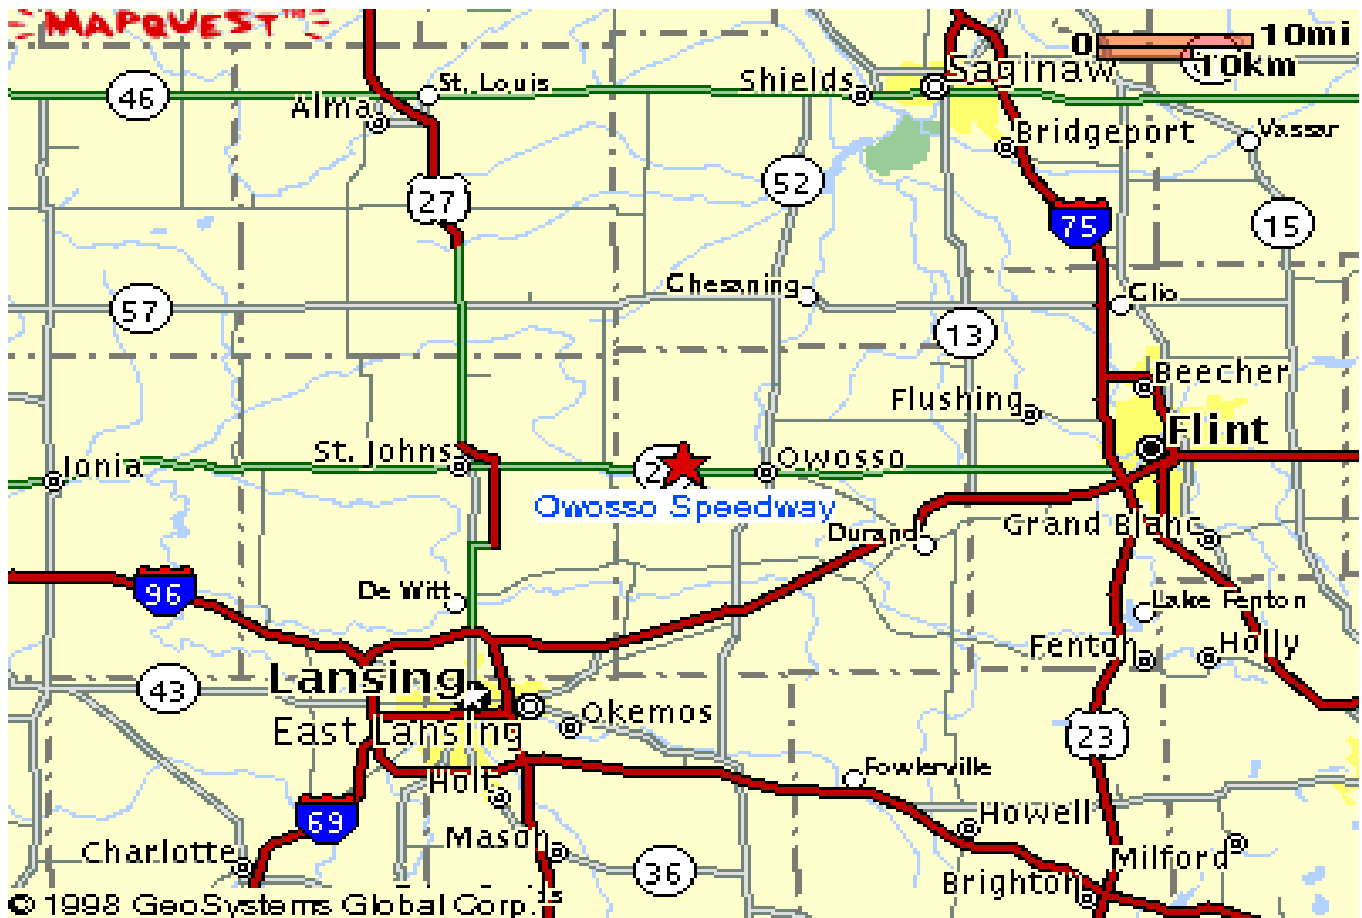 MAPQUEST™
0 10mi
10km
Saginaw
St. Louis
Shields
46
Alma
Bridgeport
Vassar
52
27
75
15
Chesaning
Clio
57
13
Beecher
Flushing
Flint
St. Johns
Ionia
2
Owosso
Owosso Speedway
Durand
Grand Blanc
96
De Witt
Lake Fenton
Fenton
Holly
Lansing
43
Okemos
East Lansing
23
Fowlerville
Holt
69
Howell
Mason
Charlotte
Milford
36
Brighton
© 1998 GeoSystems Global Corp.